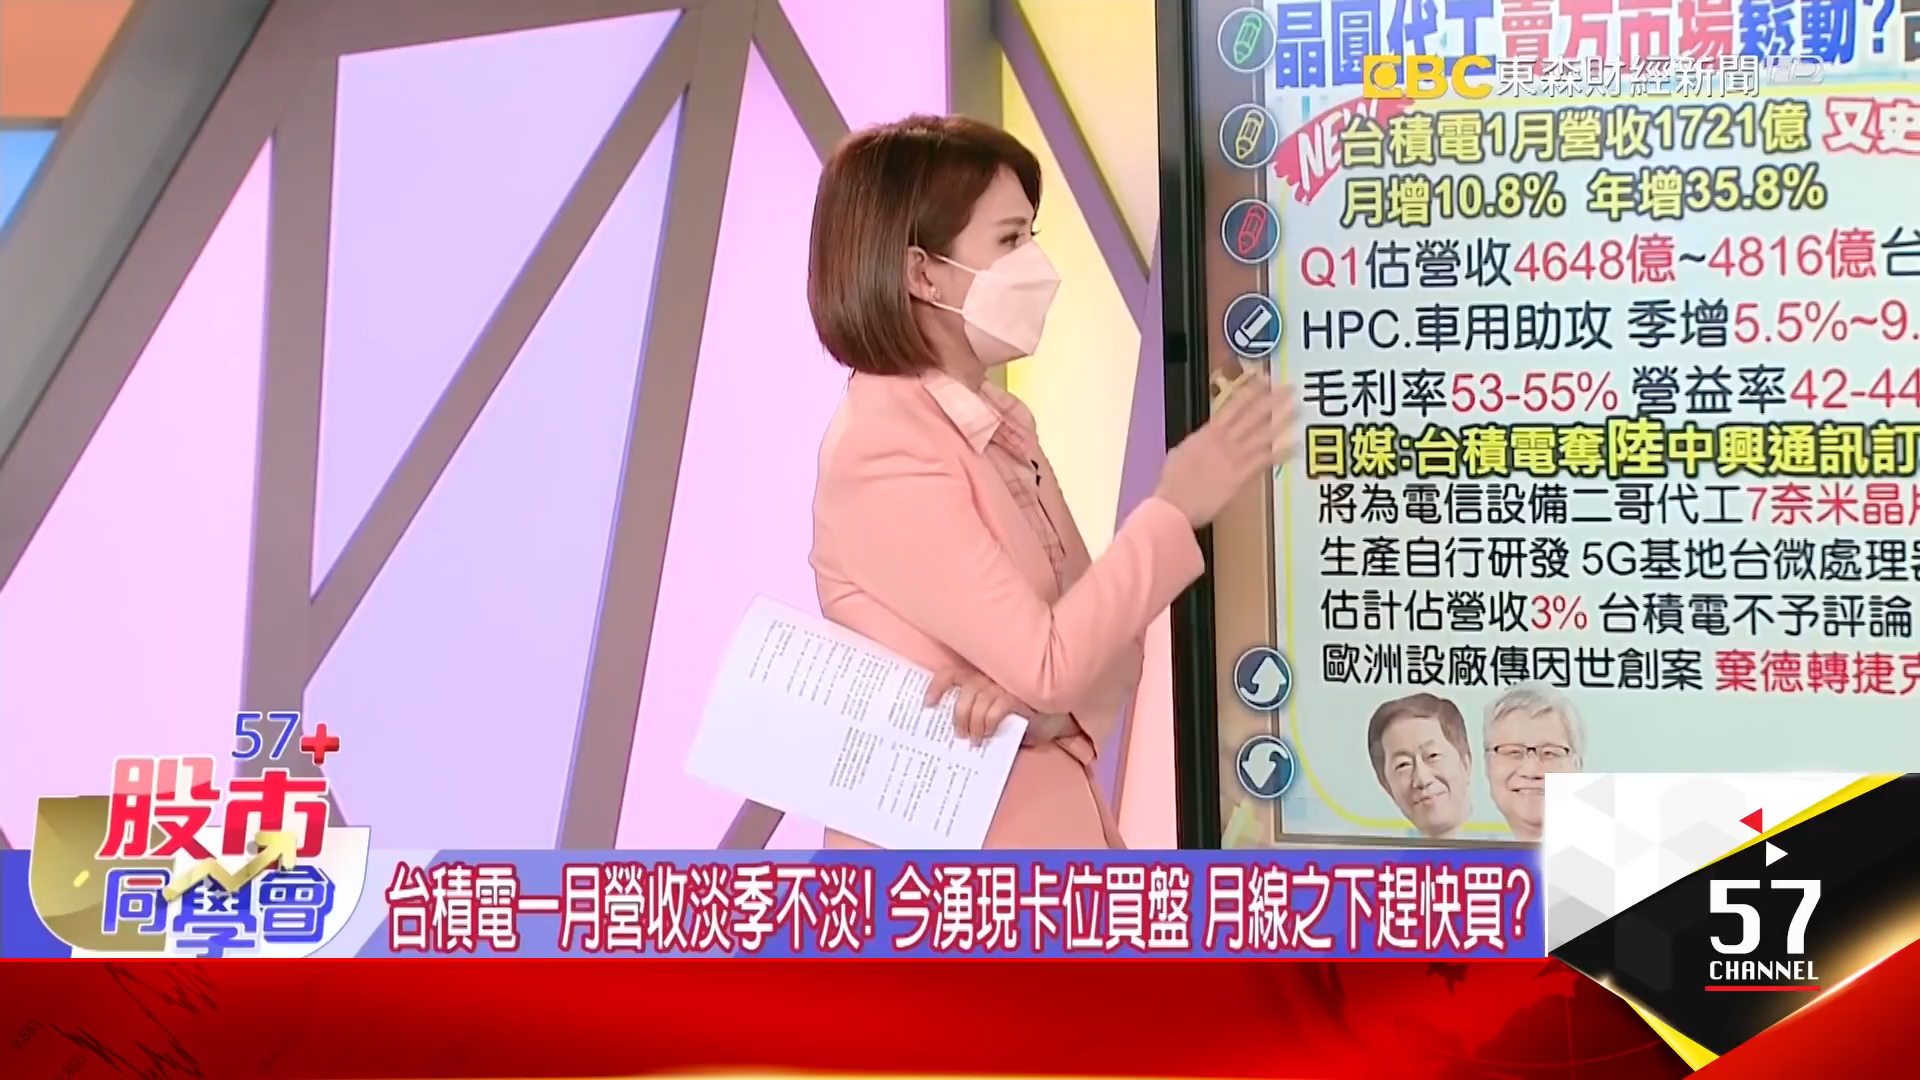 晶圓代工賣方市場鬆動?
EBC東森財經新聞HD
NEW
台積電1月營收1721億 又史
月增10.8% 年增35.8%
Q1估營收4648億~4816億台
HPC.車用助攻 季增5.5%~9.
毛利率53-55% 營益率42-44
日媒:台積電奪陸中興通訊訂
將為電信設備二哥代工7奈米晶片
生產自行研發 5G基地台微處理器
估計佔營收3% 台積電不予評論
歐洲設廠傳因世創案 棄德轉捷克
57+
股市
同學會
台積電一月營收淡季不淡! 今湧現卡位買盤 月線之下趕快買?
57
CHANNEL